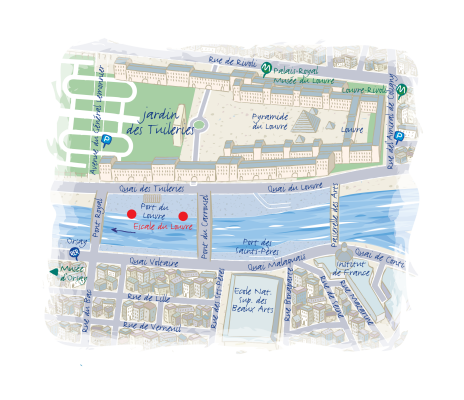 Rue de Rivoli
Palais-Royal
Musée du Louvre
Louvre-Rivoli
Avenue du Général Lemonnier
Jardin
des Tuileries
Pyramide
du Louvre
Louvre
Rue de l'Amiral de Coligny
P
P
M
M
Quai des Tuileries
Quai du Louvre
Pont Royal
Port du
Louvre
Escale du Louvre
Pont du Carrousel
Port des
Saints-Pères
Passerelle des Arts
Orsay
Musée
d'Orsay
Quai Voltaire
Quai Malaquais
Institut
de France
Quai de Conti
Rue du Bac
Rue de Lille
Rue de Verneuil
Rue des Sts-Pères
Ecole Nat.
Sup. des
Beaux Arts
Rue Bonaparte
Rue de Seine
Rue Mazarine